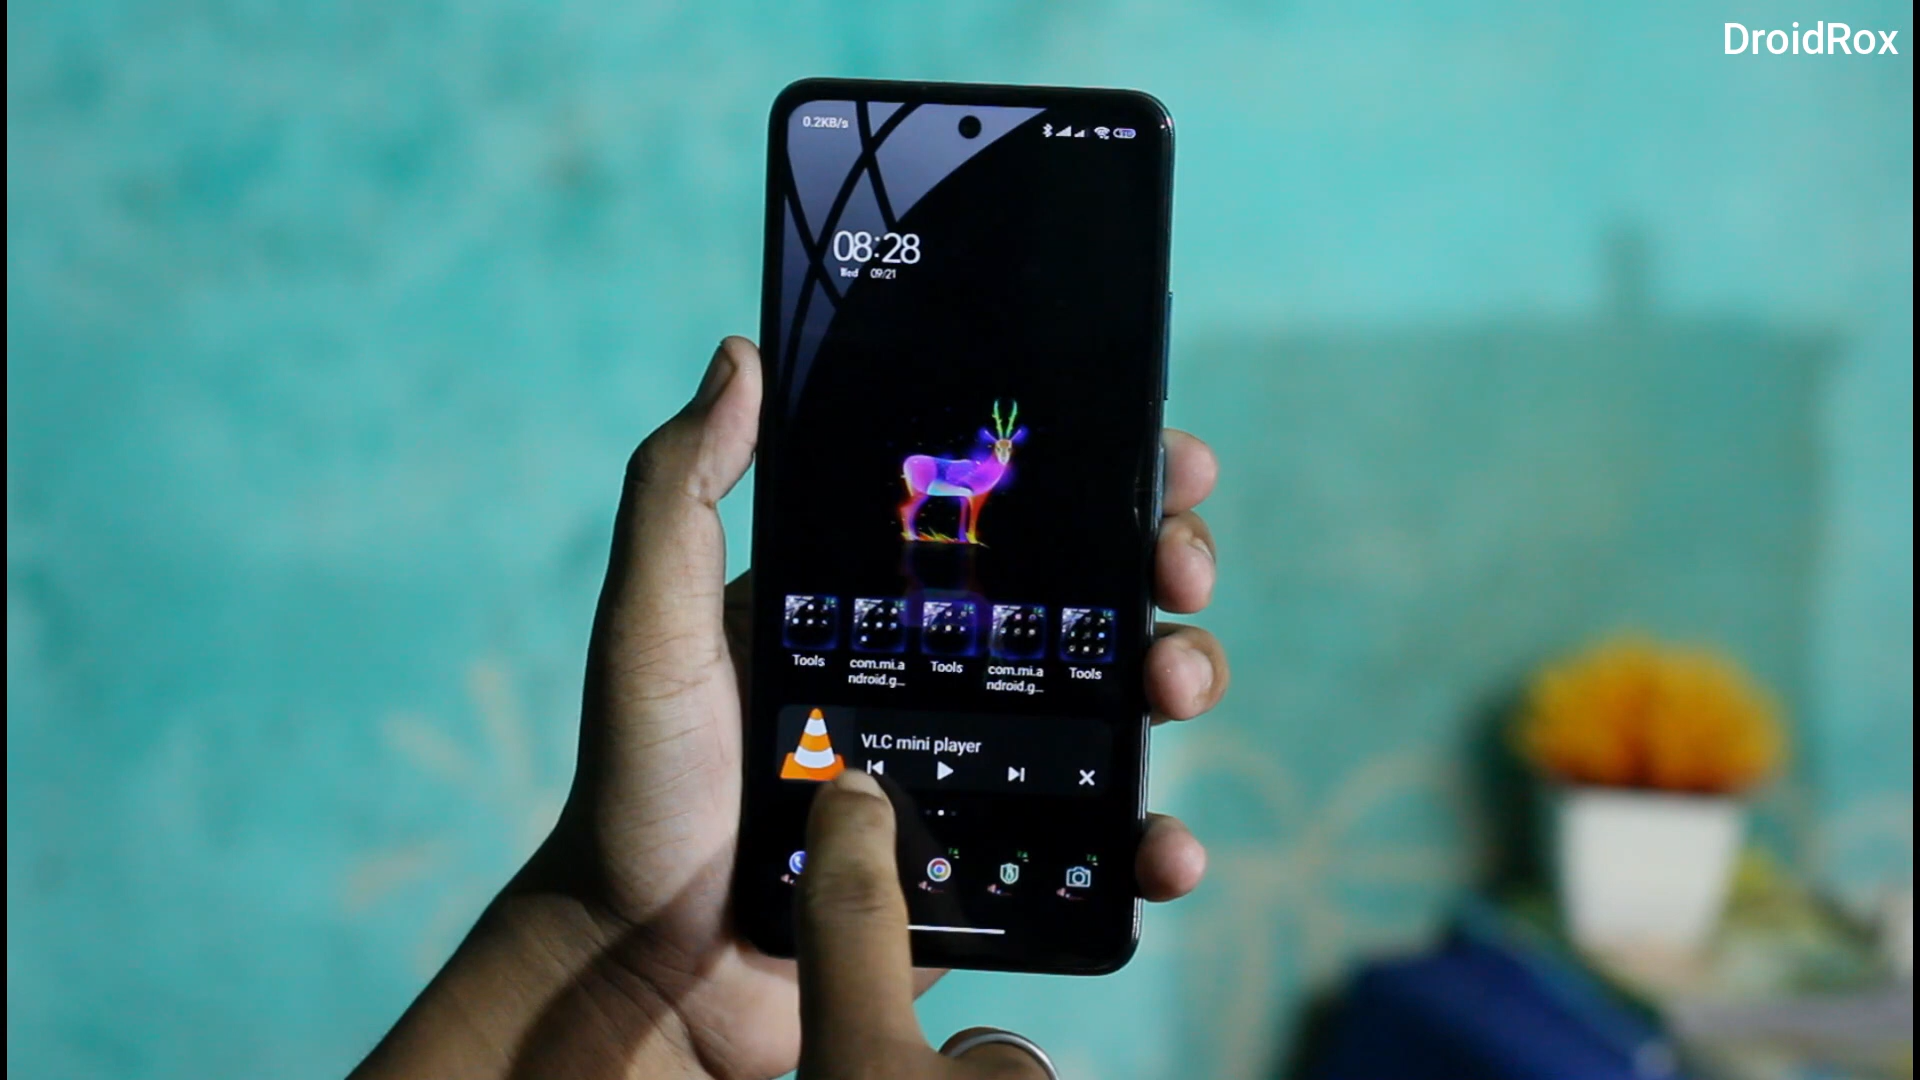 DroidRox
0.2KB/s
08:28
Wed 09/21
Tools
com.mi.a
ndroid.g...
Tools
com.mi.a
ndroid.g...
Tools
VLC mini player